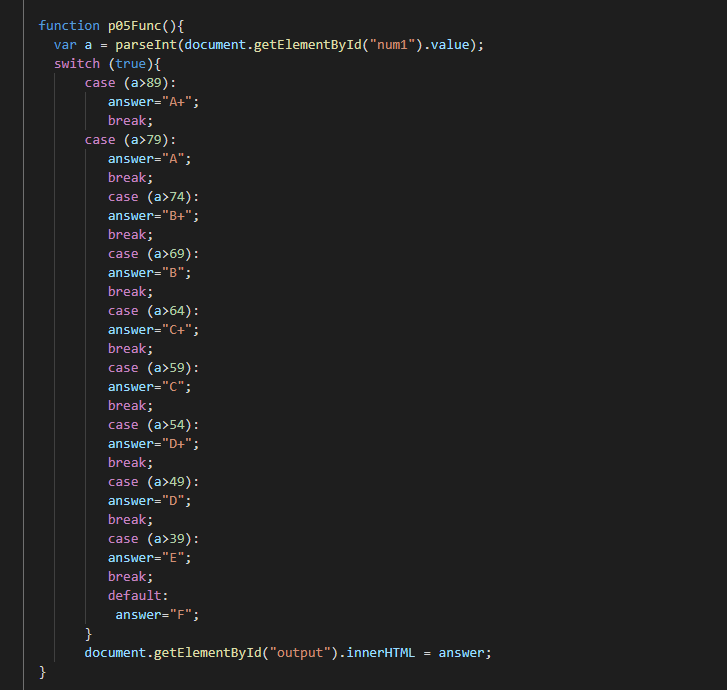 function p05Func(){
var a = parseInt(document.getElementById("num1").value);
switch (true){
case (a>89):
answer="A+";
break;
case (a>79):
answer="A";
break;
case (a>74):
answer="B+";
break;
case (a>69):
answer="B";
break;
case (a>64):
answer="C+";
break;
case (a>59):
answer="C";
break;
case (a>54):
answer="D+";
break;
case (a>49):
answer="D";
break;
case (a>39):
answer="E";
break;
default:
answer="F";
}
document.getElementById("output").innerHTML = answer;
}